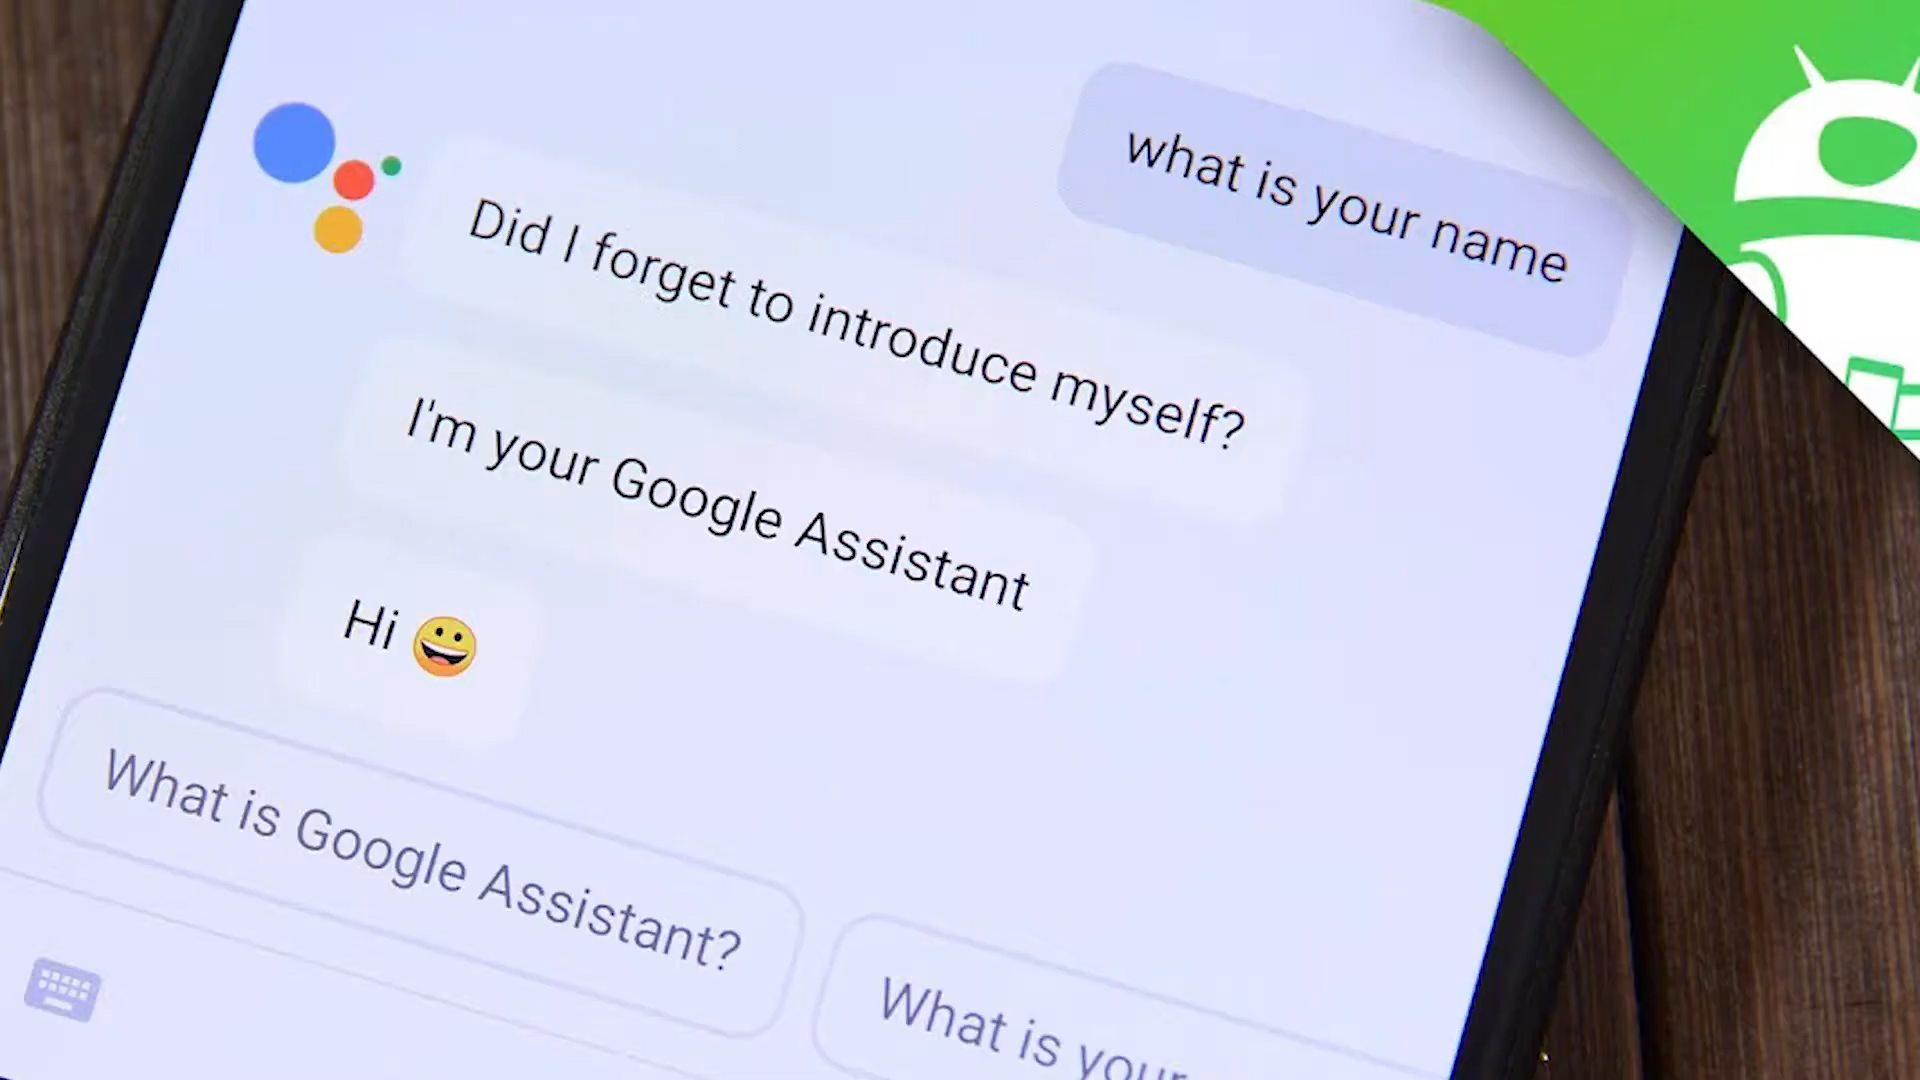 what is your name
Did I forget to introduce myself?
I'm your Google Assistant
Hi 😀
What is Google Assistant?
What is your